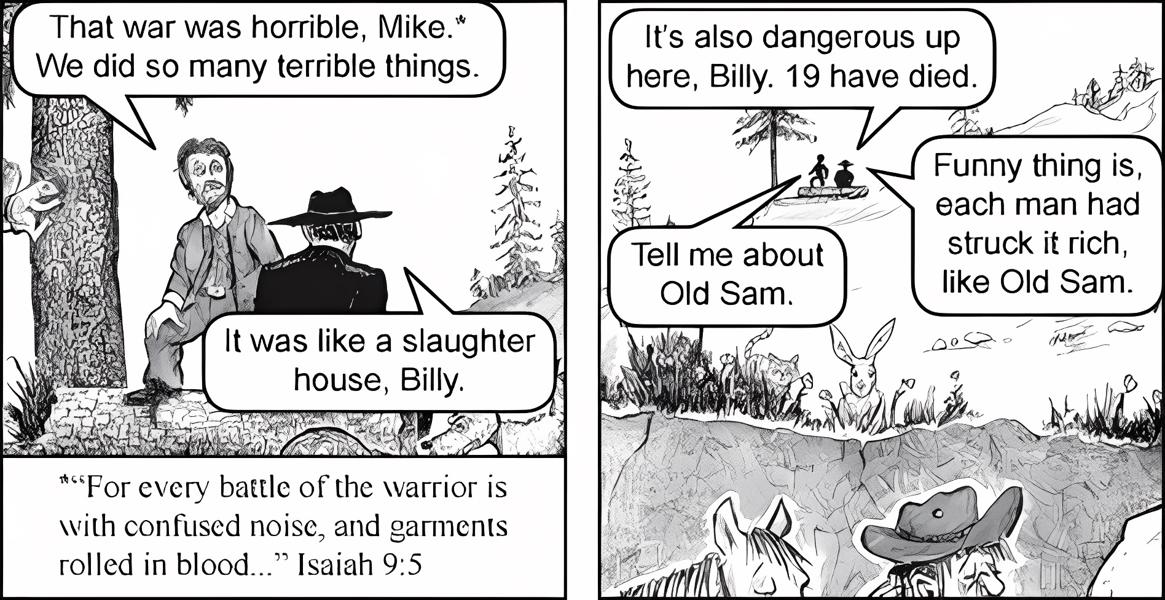 That war was horrible, Mike.*
We did so many terrible things.
It was like a slaughter
house, Billy.
*“For every battle of the warrior is
with confused noise, and garments
rolled in blood...” Isaiah 9:5
It’s also dangerous up
here, Billy. 19 have died.
Funny thing is,
each man had
struck it rich,
like Old Sam.
Tell me about
Old Sam.